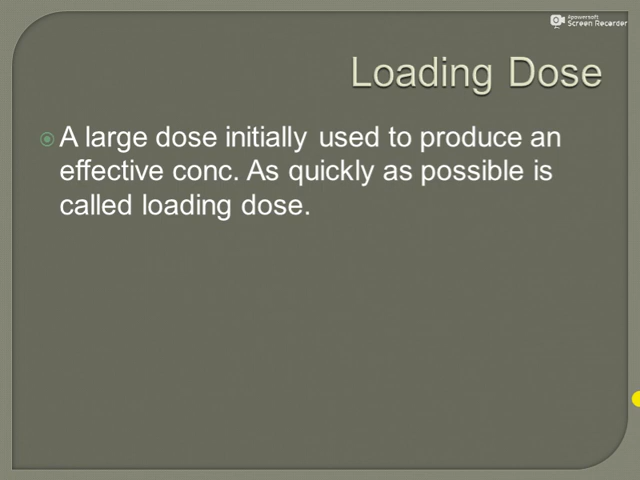 Apowersoft
Screen Recorder
Loading Dose
A large dose initially used to produce an
effective conc. As quickly as possible is
called loading dose.